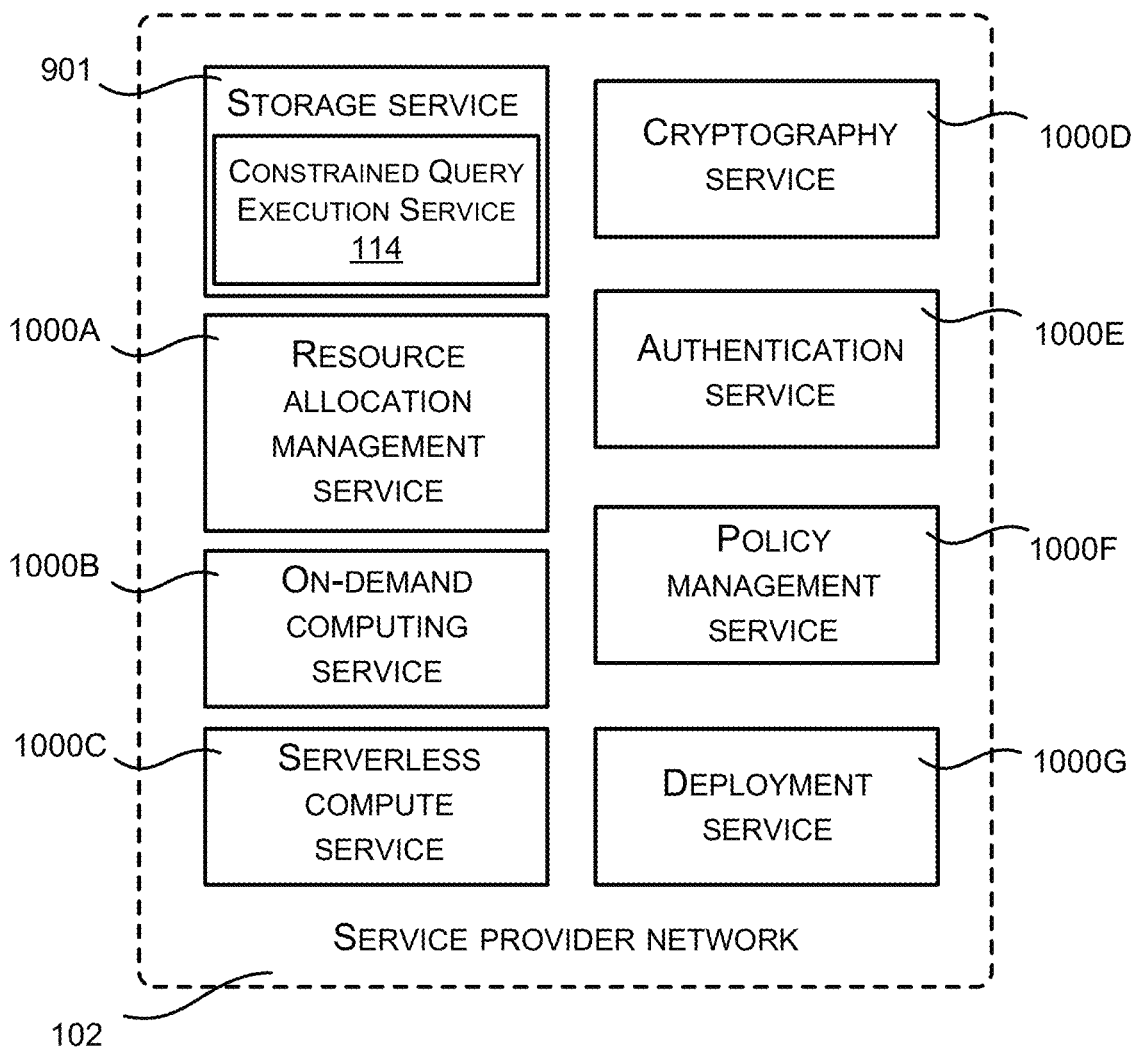 901
STORAGE SERVICE
CONSTRAINED QUERY
EXECUTION SERVICE
114
1000A
RESOURCE
ALLOCATION
MANAGEMENT
SERVICE
1000B
ON-DEMAND
COMPUTING
SERVICE
1000C
SERVERLESS
COMPUTE
SERVICE
CRYPTOGRAPHY
SERVICE
1000D
AUTHENTICATION
SERVICE
1000E
POLICY
MANAGEMENT
SERVICE
1000F
DEPLOYMENT
SERVICE
1000G
SERVICE PROVIDER NETWORK
102